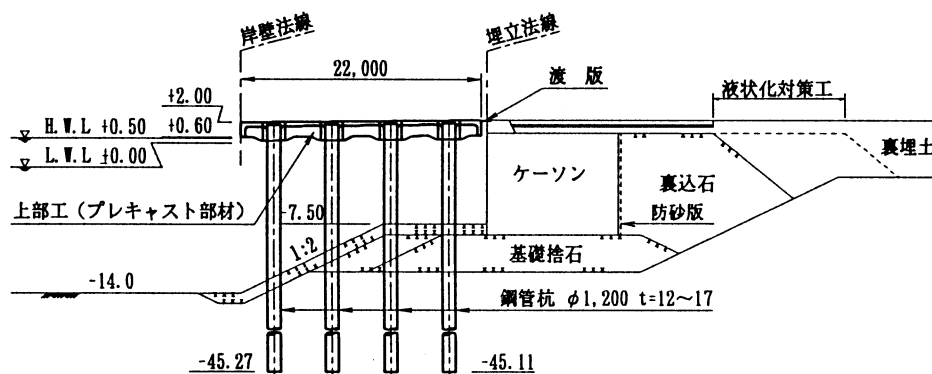 岸壁法線
埋立法線
22,000
渡 版
液状化対策工
+2.00
H.W.L +0.50
+0.60
L.W.L ±0.00
裏埋土
ケーソン
裏込石
上部工(プレキャスト部材)
-7.50
防砂版
1:2
基礎捨石
-14.0
鋼管杭 φ1,200 t=12〜17
-45.27
-45.11